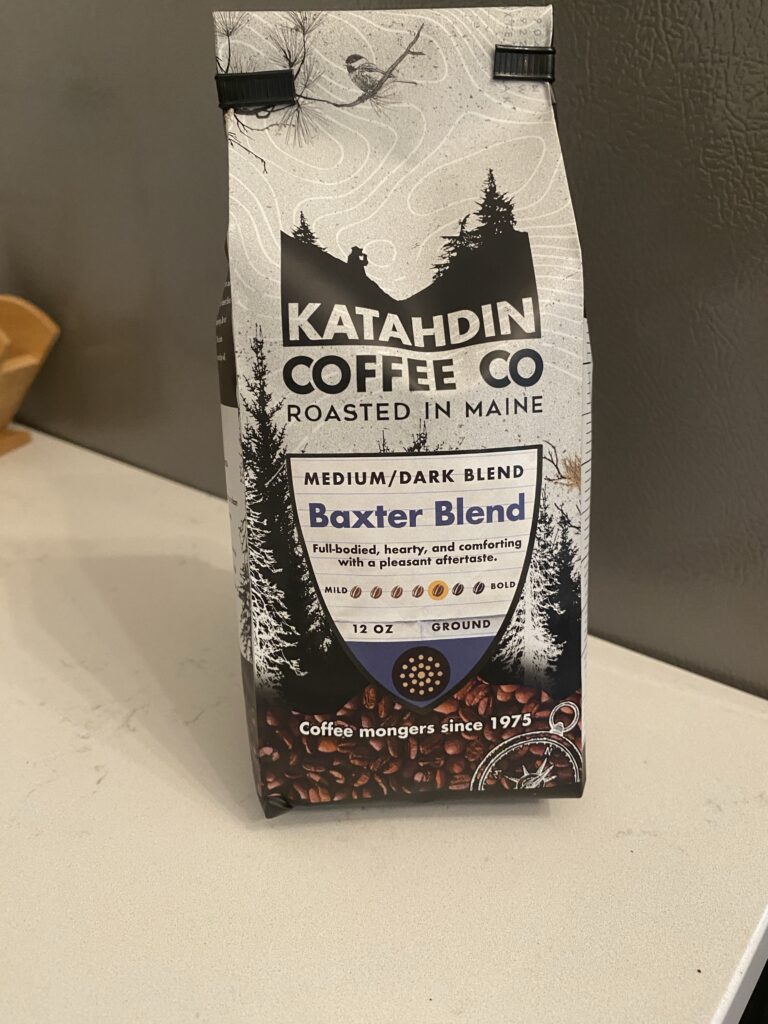 KATAHDIN
COFFEE CO
ROASTED IN MAINE
MEDIUM/DARK BLEND
Baxter Blend
Full-bodied, hearty, and comforting
with a pleasant aftertaste.
MILD BOLD
12 OZ GROUND
Coffee mongers since 1975
N